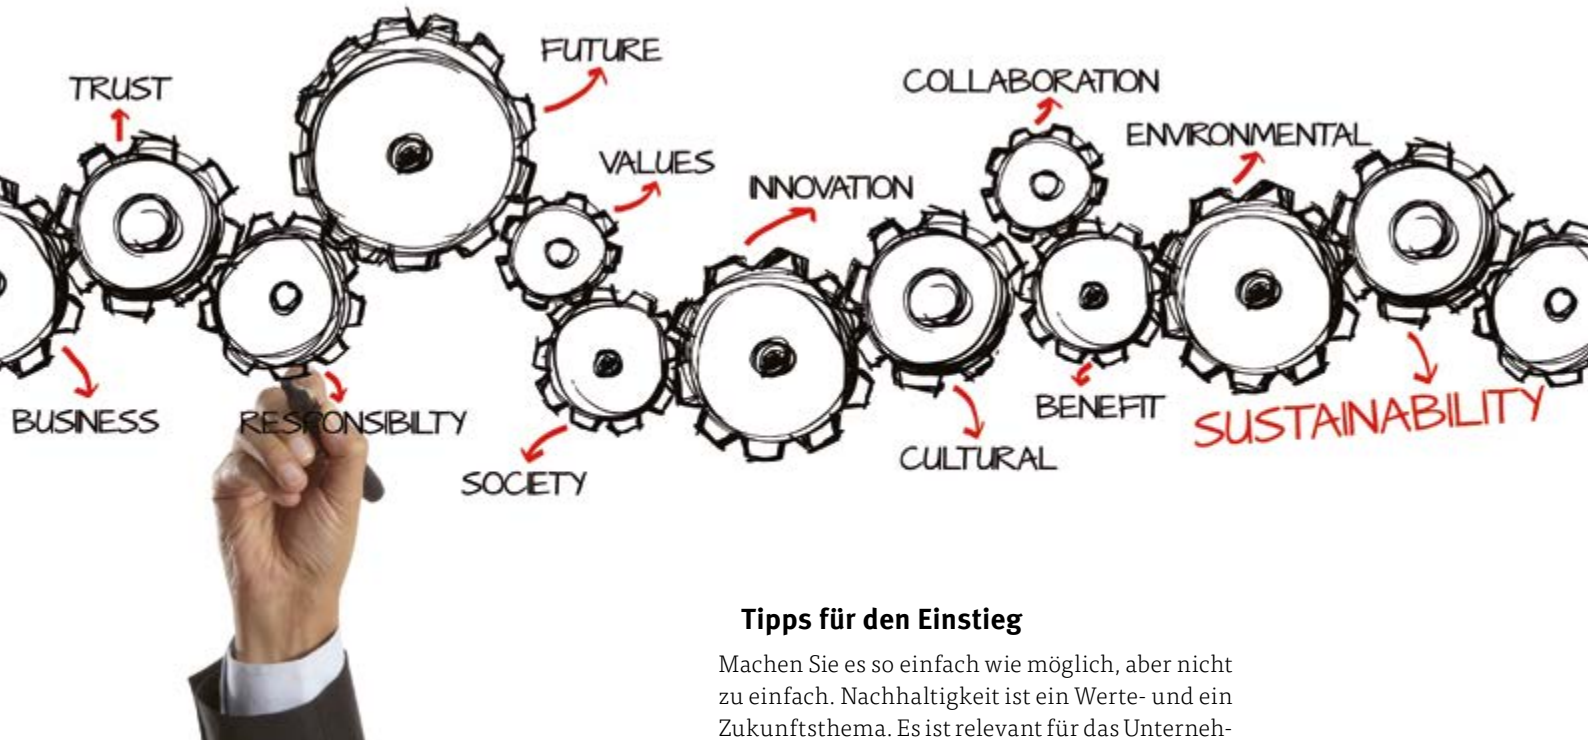 FUTURE
TRUST
COLLABORATION
VALUES
ENVIRONMENTAL
INNOVATION
BUSINESS
RESPONSIBILTY
BENEFIT
SUSTAINABILITY
SOCIETY
CULTURAL
Tipps für den Einstieg
Machen Sie es so einfach wie möglich, aber nicht
zu einfach. Nachhaltigkeit ist ein Werte- und ein
Zukunftsthema. Es ist relevant für das Unterneh-